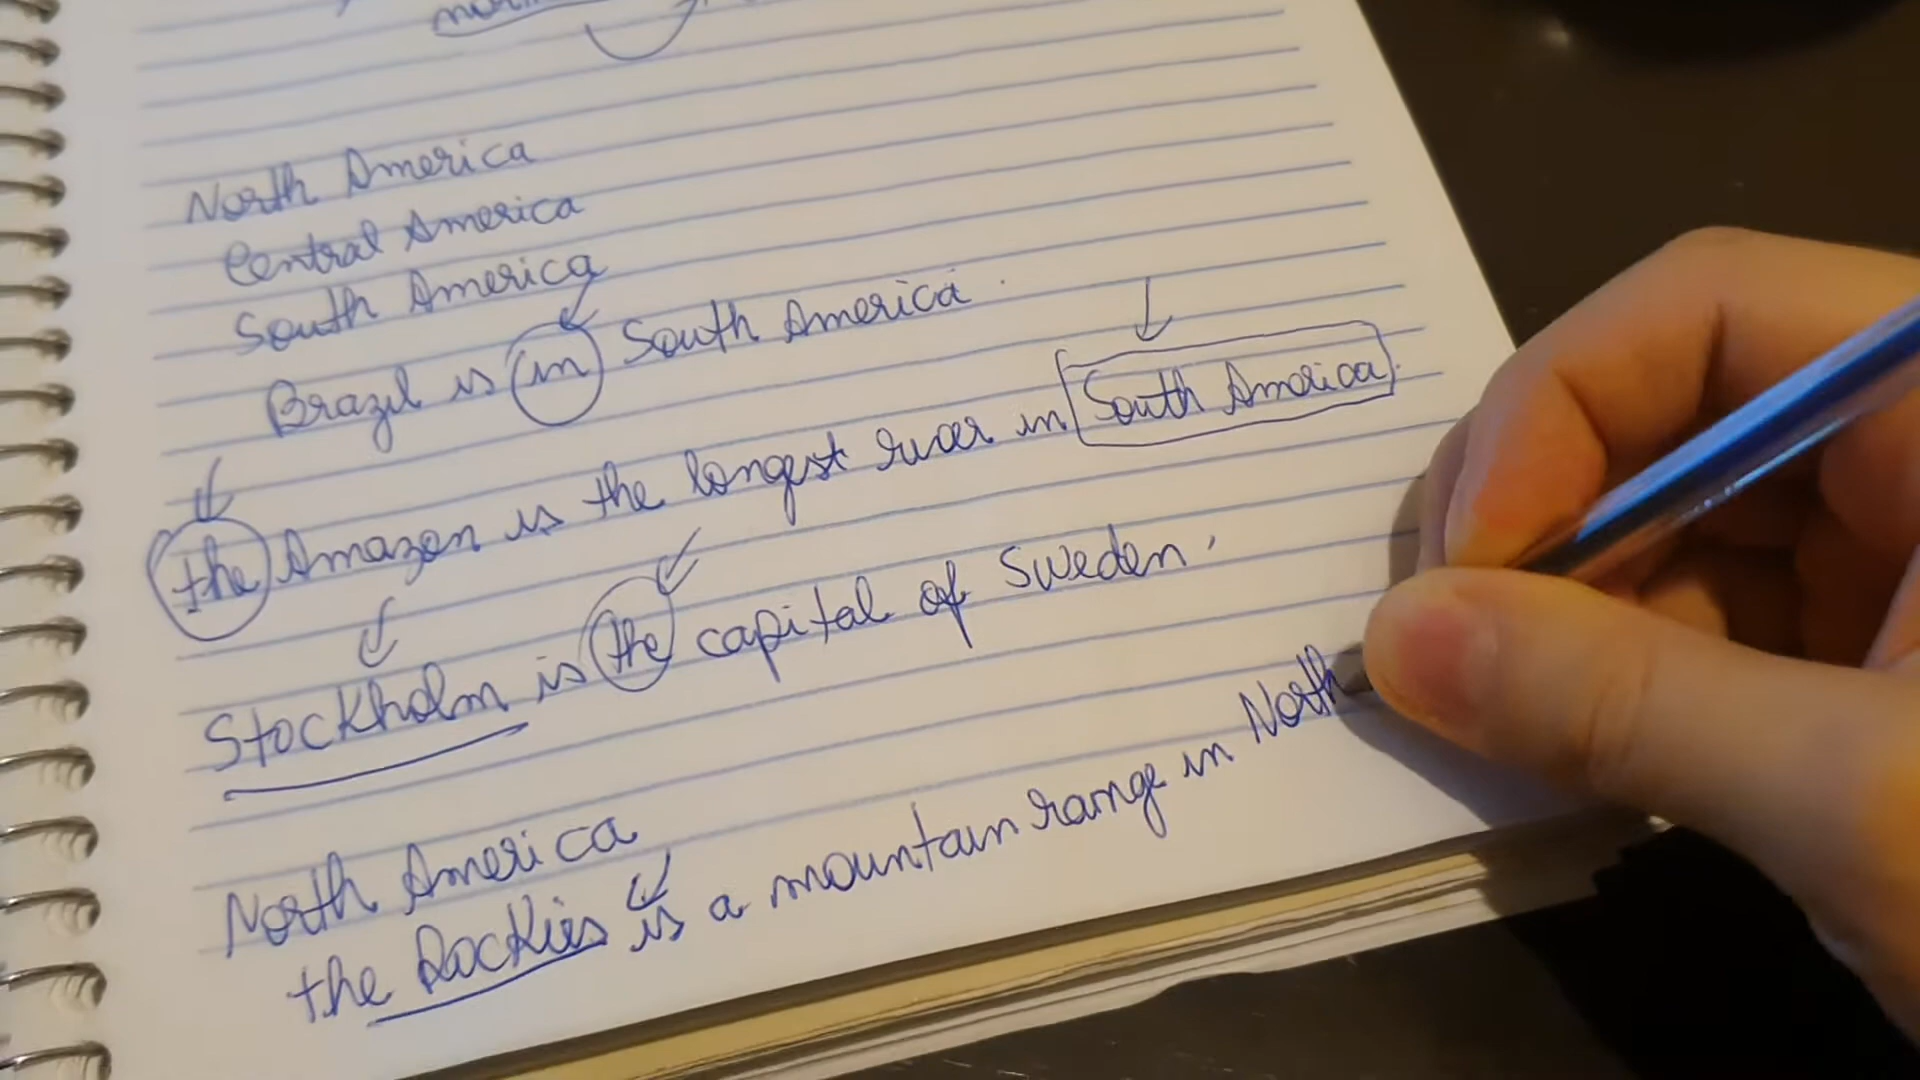 North America
Central America
South America
Brazil is in South America.
the Amazon is the longest river in South America.
Stockholm is the capital of Sweden.
North America
the Rockies is a mountain range in North